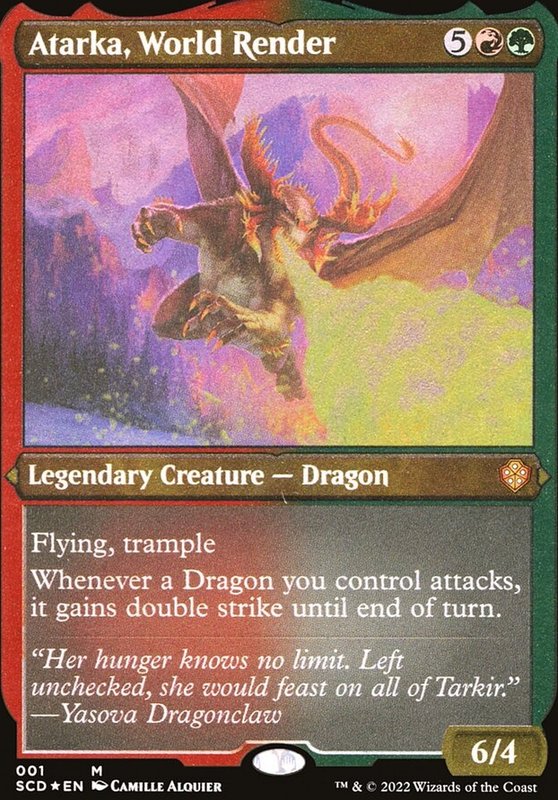 Atarka, World Render 5
Legendary Creature — Dragon
Flying, trample
Whenever a Dragon you control attacks,
it gains double strike until end of turn.
“Her hunger knows no limit. Left
unchecked, she would feast on all of Tarkir.”
—Yasova Dragonclaw
6/4
001 M
SCD★EN Camille Alquier
™ & © 2022 Wizards of the Coast